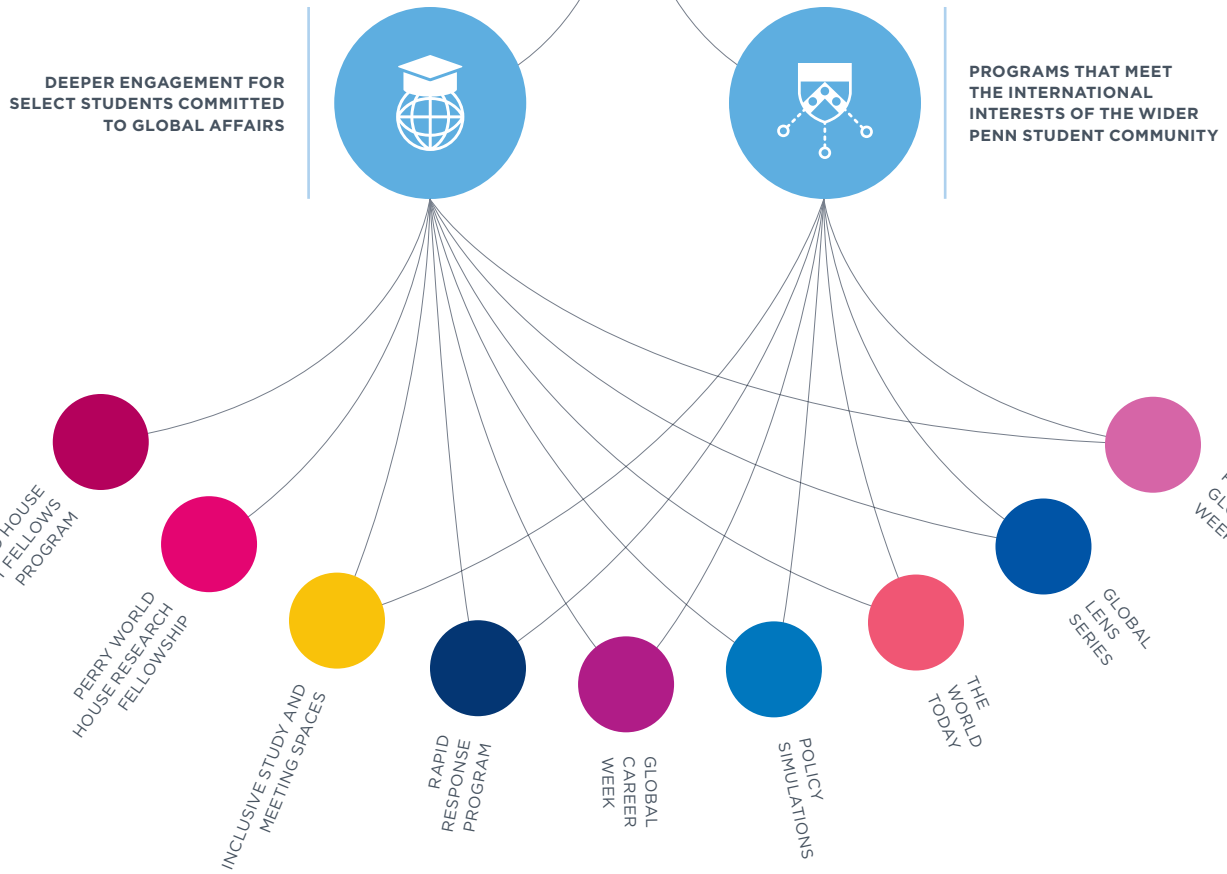 DEEPER ENGAGEMENT FOR
SELECT STUDENTS COMMITTED
TO GLOBAL AFFAIRS
PROGRAMS THAT MEET
THE INTERNATIONAL
INTERESTS OF THE WIDER
PENN STUDENT COMMUNITY
HOUSE
FELLOWS
PROGRAM
PERRY WORLD
HOUSE RESEARCH
FELLOWSHIP
INCLUSIVE STUDY AND
MEETING SPACES
RAPID
RESPONSE
PROGRAM
GLOBAL
CAREER
WEEK
POLICY
SIMULATIONS
THE
WORLD
TODAY
GLOBAL
LENS
SERIES